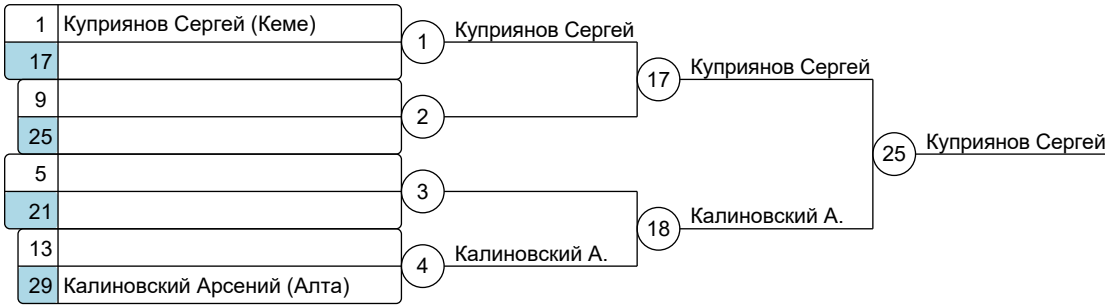 1 Куприянов Сергей (Кеме)
17
9
25
5
21
13
29 Калиновский Арсений (Алта)
1 Куприянов Сергей
2
3
4 Калиновский А.
17 Куприянов Сергей
18 Калиновский А.
25 Куприянов Сергей